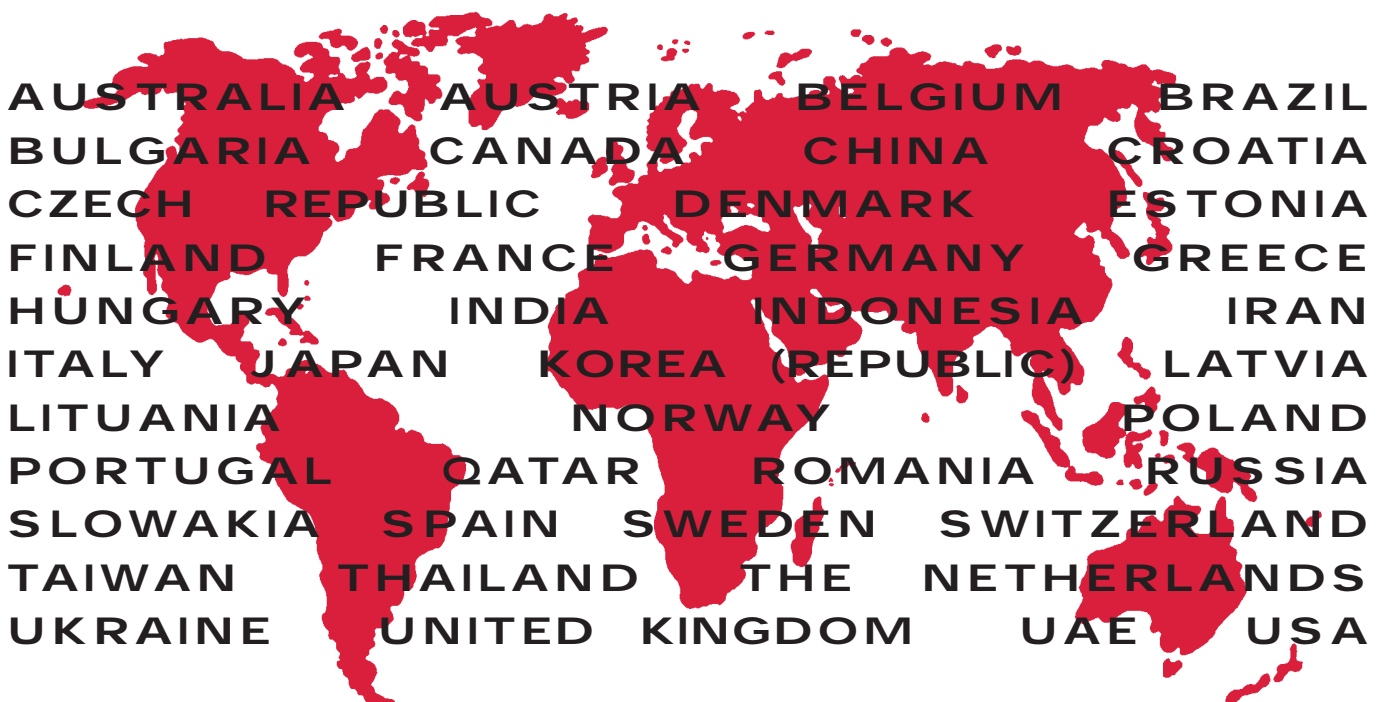 AUSTRALIA AUSTRIA BELGIUM BRAZIL
BULGARIA CANADA CHINA CROATIA
CZECH REPUBLIC DENMARK ESTONIA
FINLAND FRANCE GERMANY GREECE
HUNGARY INDIA INDONESIA IRAN
ITALY JAPAN KOREA (REPUBLIC) LATVIA
LITUANIA NORWAY POLAND
PORTUGAL QATAR ROMANIA RUSSIA
SLOWAKIA SPAIN SWEDEN SWITZERLAND
TAIWAN THAILAND THE NETHERLANDS
UKRAINE UNITED KINGDOM UAE USA